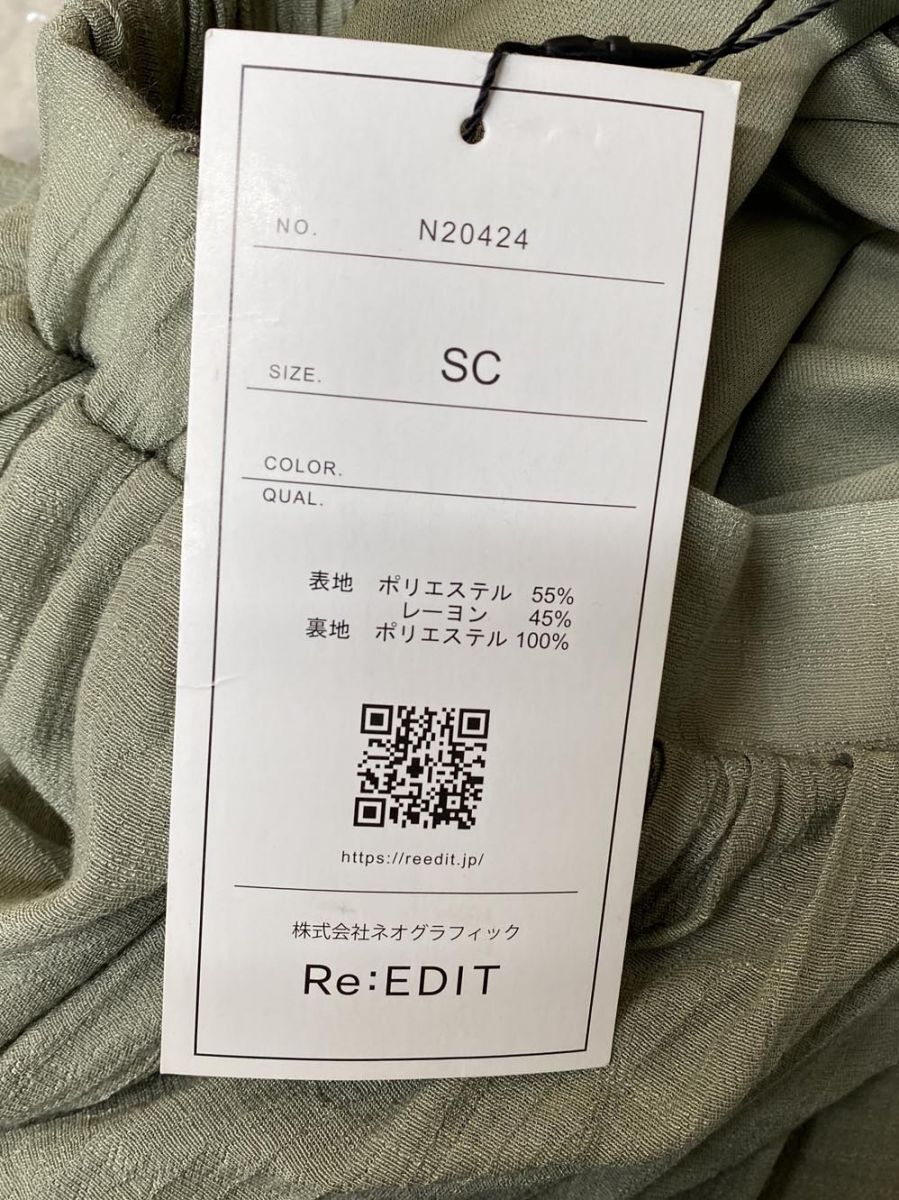 NO. N20424
SIZE. SC
COLOR.
QUAL.
表地 ポリエステル 55%
レーヨン 45%
裏地 ポリエステル 100%
https://reedit.jp/
株式会社ネオグラフィック
Re:EDIT